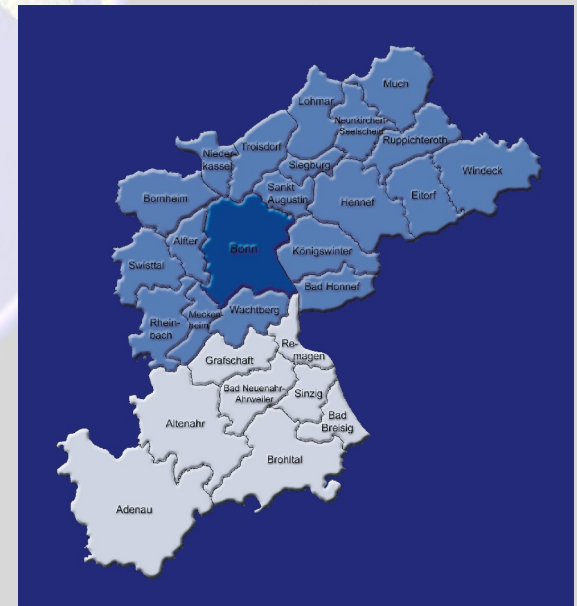 Much
Lohmar
Neunkirchen-
Seelscheid
Ruppichteroth
Troisdorf
Nieder-
kassel
Siegburg
Windeck
Sankt
Augustin
Eitorf
Bornheim
Hennef
Alfter
Bonn
Königswinter
Swisttal
Bad Honnef
Wachtberg
Mecken-
heim
Rhein-
bach
Re-
magen
Grafschaft
Bad Neuenahr-
Ahrweiler
Sinzig
Bad
Breisig
Altenahr
Brohltal
Adenau